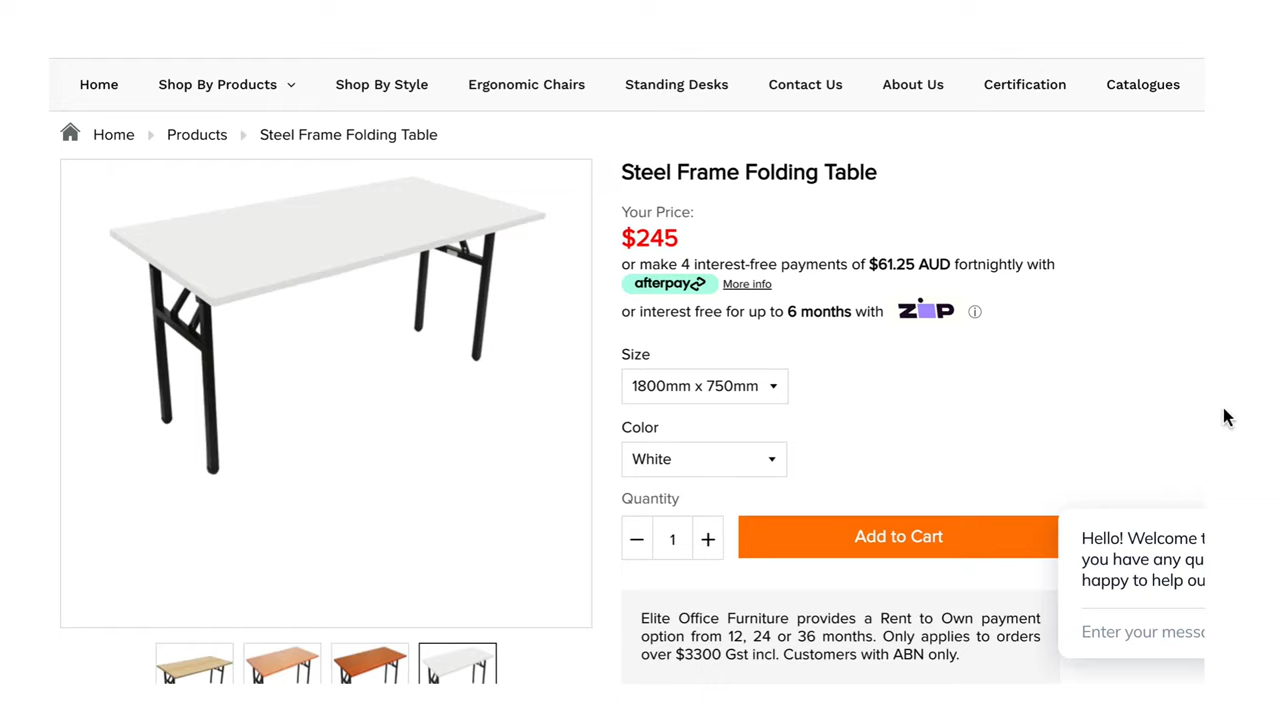 Home Shop By Products Shop By Style Ergonomic Chairs Standing Desks Contact Us About Us Certification Catalogues
Home Products Steel Frame Folding Table
Steel Frame Folding Table
Your Price:
$245
or make 4 interest-free payments of $61.25 AUD fortnightly with
afterpay More info
or interest free for up to 6 months with ZIP
Size
1800mm x 750mm
Color
White
Quantity
1
Add to Cart
Elite Office Furniture provides a Rent to Own payment
option from 12, 24 or 36 months. Only applies to orders
over $3300 Gst incl. Customers with ABN only.
Hello! Welcome t
you have any qu
happy to help ou
Enter your messa